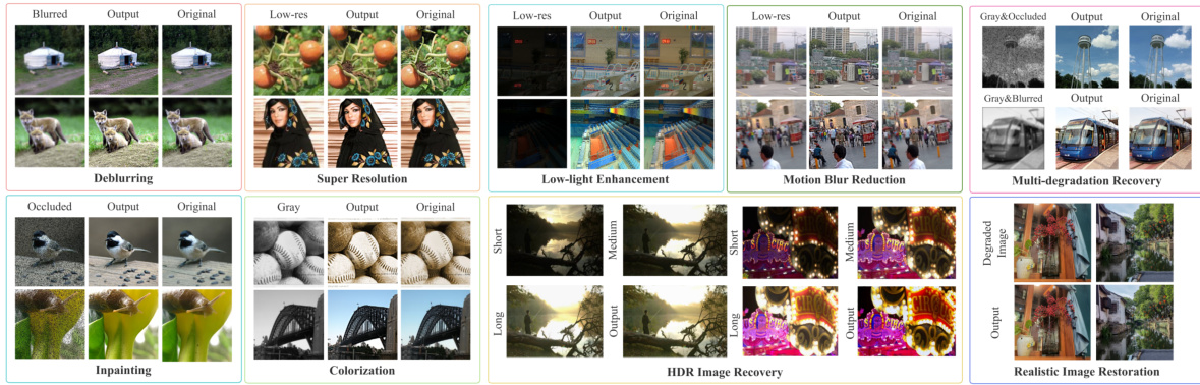 Blurred Output Original
Deblurring
Low-res Output Original
Super Resolution
Low-res Output Original
Low-light Enhancement
Low-res Output Original
Motion Blur Reduction
Gray&Occluded Output Original
Gray&Blurred Output Original
Multi-degradation Recovery
Occluded Output Original
Inpainting
Gray Output Original
Colorization
Short Medium Short Medium
Long Output Long Output
HDR Image Recovery
Degraded
Image
Output
Realistic Image Restoration